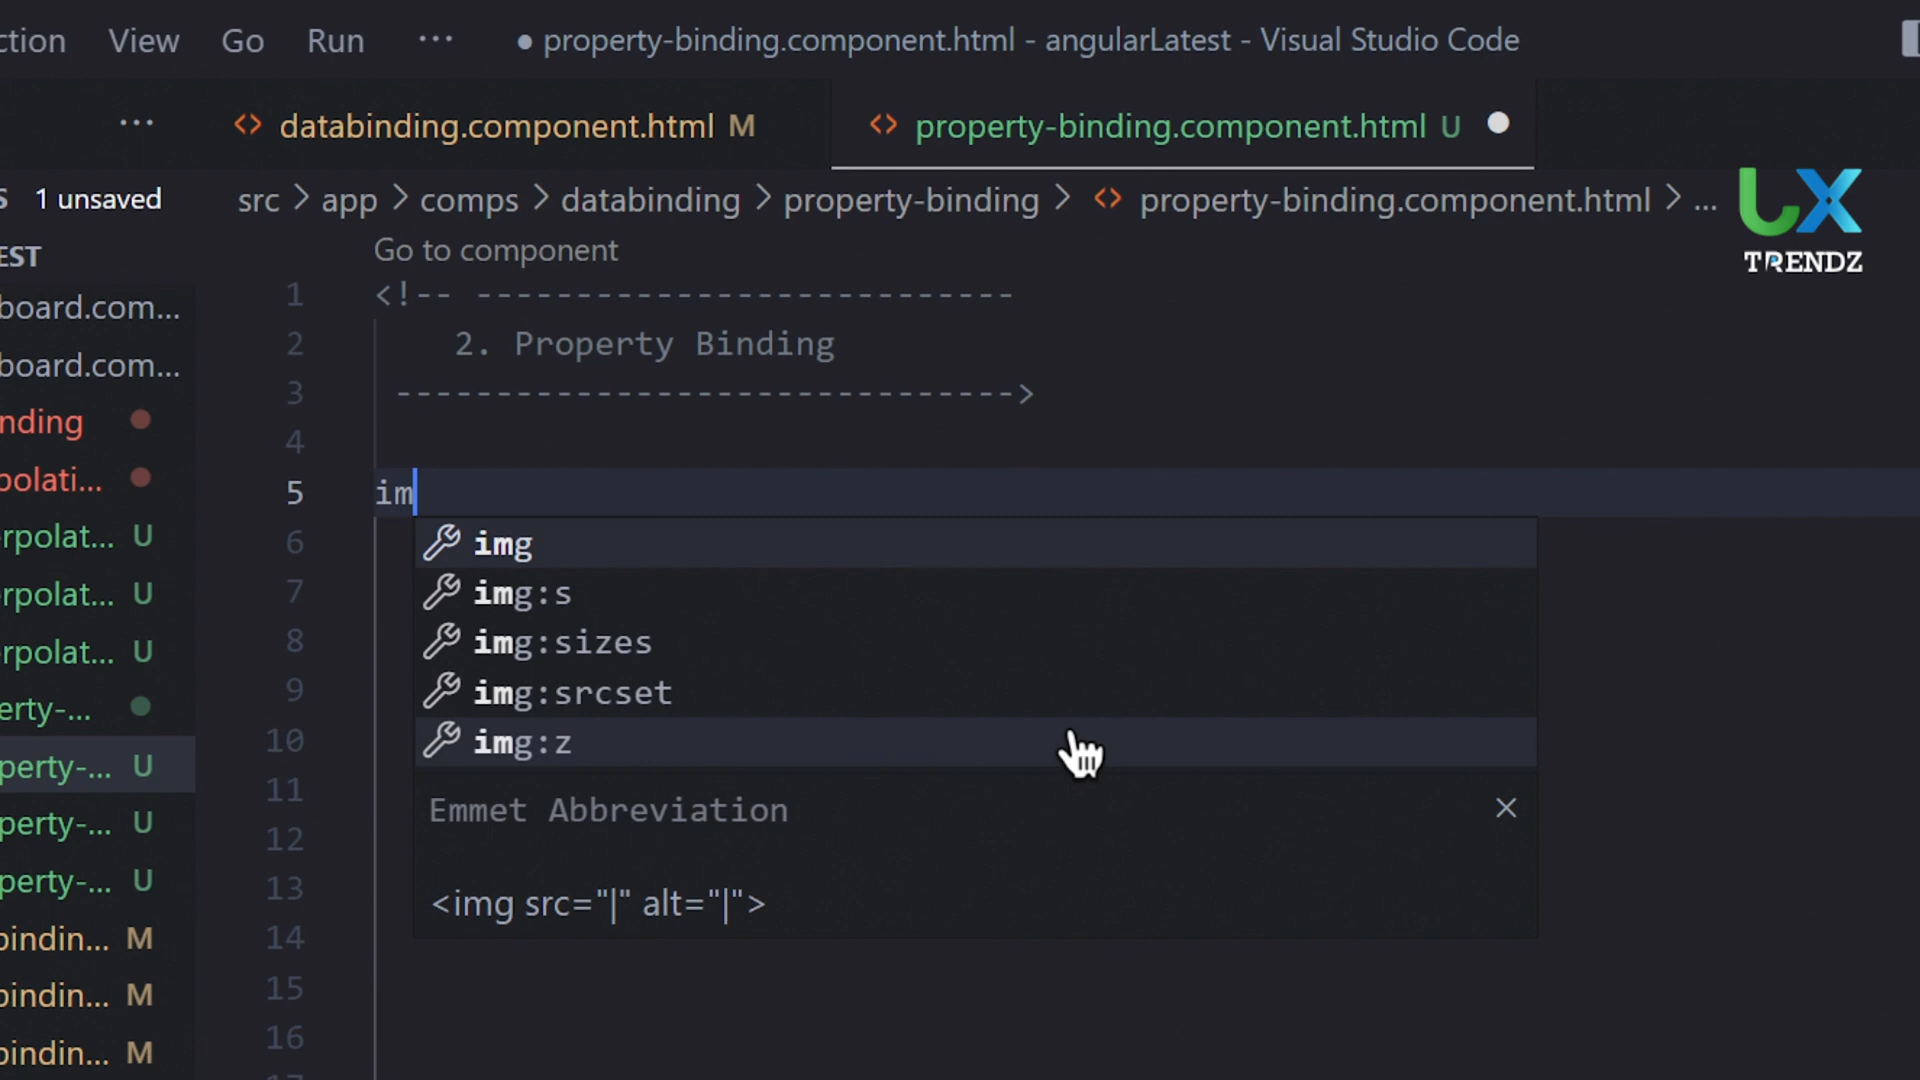 ction View Go Run ··· ● property-binding.component.html - angularLatest - Visual Studio Code
··· <> databinding.component.html M <> property-binding.component.html U ●
S 1 unsaved src > app > comps > databinding > property-binding > <> property-binding.component.html > ...
UX
TRENDZ
EST
Go to component
board.com...
board.com...
nding
polati...
rpolat... U
rpolat... U
rpolat... U
erty-...
perty-... U
perty-... U
perty-... U
bindin... M
bindin... M
bindin... M
1 <!-- ---------------------------
2 2. Property Binding
3 ------------------------------->
4
5 im
6
7
8
9
10
11
12
13
14
15
16
17
img
img:s
img:sizes
img:srcset
img:z
Emmet Abbreviation ×
<img src="|" alt="|">